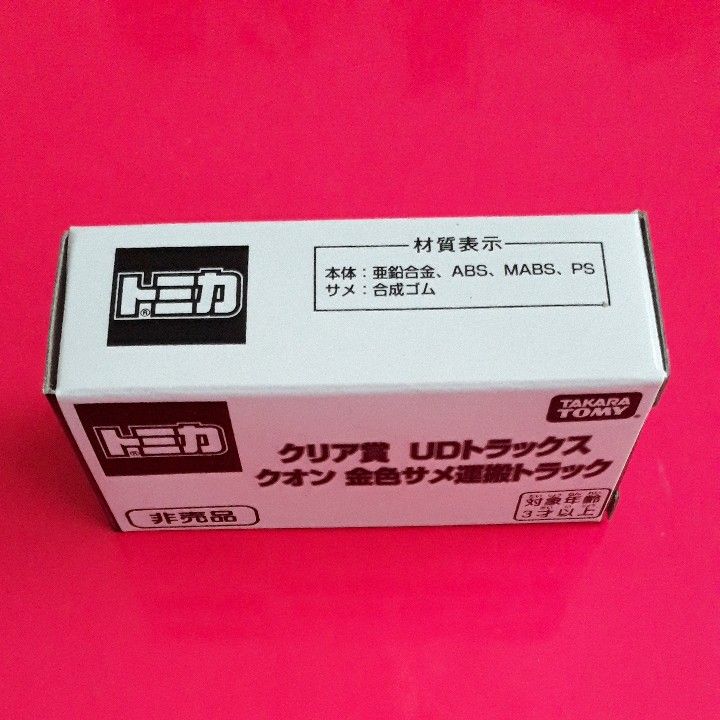 材質表示
トミカ®
本体：亜鉛合金、ABS、MABS、PS
サメ：合成ゴム
トミカ®
TAKARA
TOMY
クリア賞 UDトラックス
クオン 金色サメ運搬トラック
非売品
対象年齢
3才以上